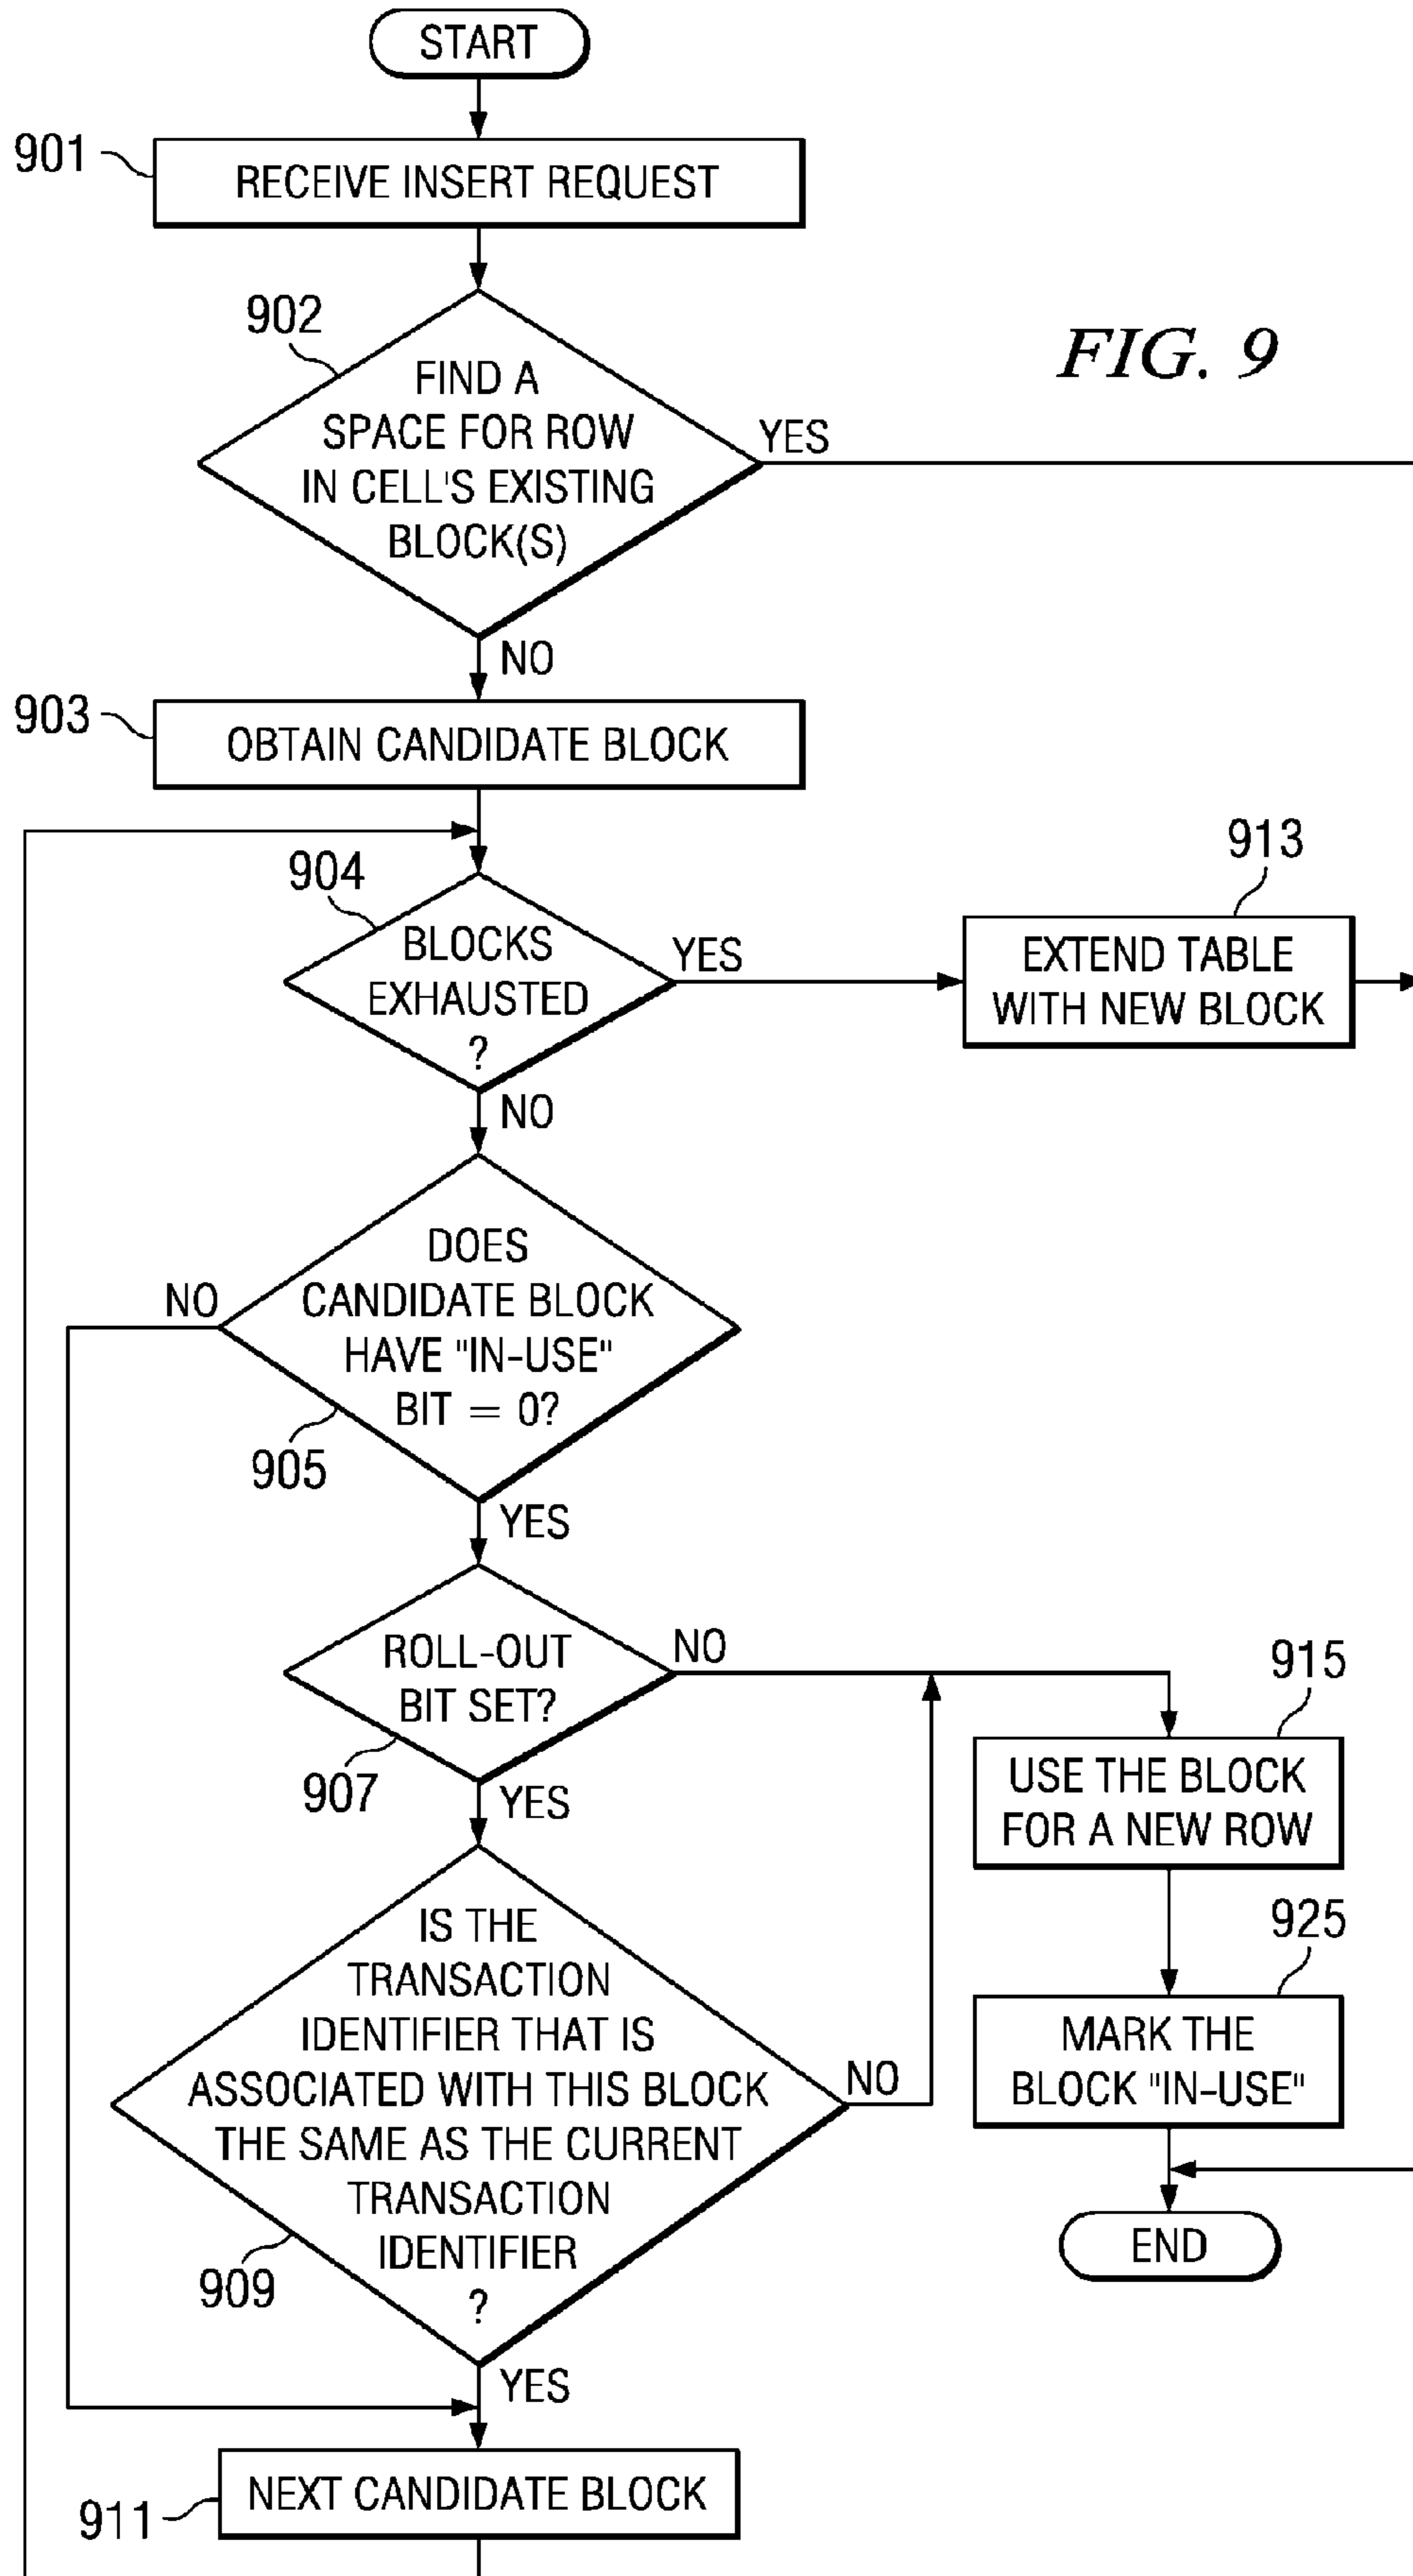 START
901
RECEIVE INSERT REQUEST
902
FIND A
SPACE FOR ROW
IN CELL'S EXISTING
BLOCK(S)
YES
FIG. 9
NO
903
OBTAIN CANDIDATE BLOCK
904
BLOCKS
EXHAUSTED
?
YES
913
EXTEND TABLE
WITH NEW BLOCK
NO
DOES
CANDIDATE BLOCK
HAVE "IN-USE"
BIT = 0?
NO
905
YES
ROLL-OUT
BIT SET?
NO
907
YES
915
USE THE BLOCK
FOR A NEW ROW
925
MARK THE
BLOCK "IN-USE"
IS THE
TRANSACTION
IDENTIFIER THAT IS
ASSOCIATED WITH THIS BLOCK
THE SAME AS THE CURRENT
TRANSACTION
IDENTIFIER
?
NO
909
END
YES
NEXT CANDIDATE BLOCK
911